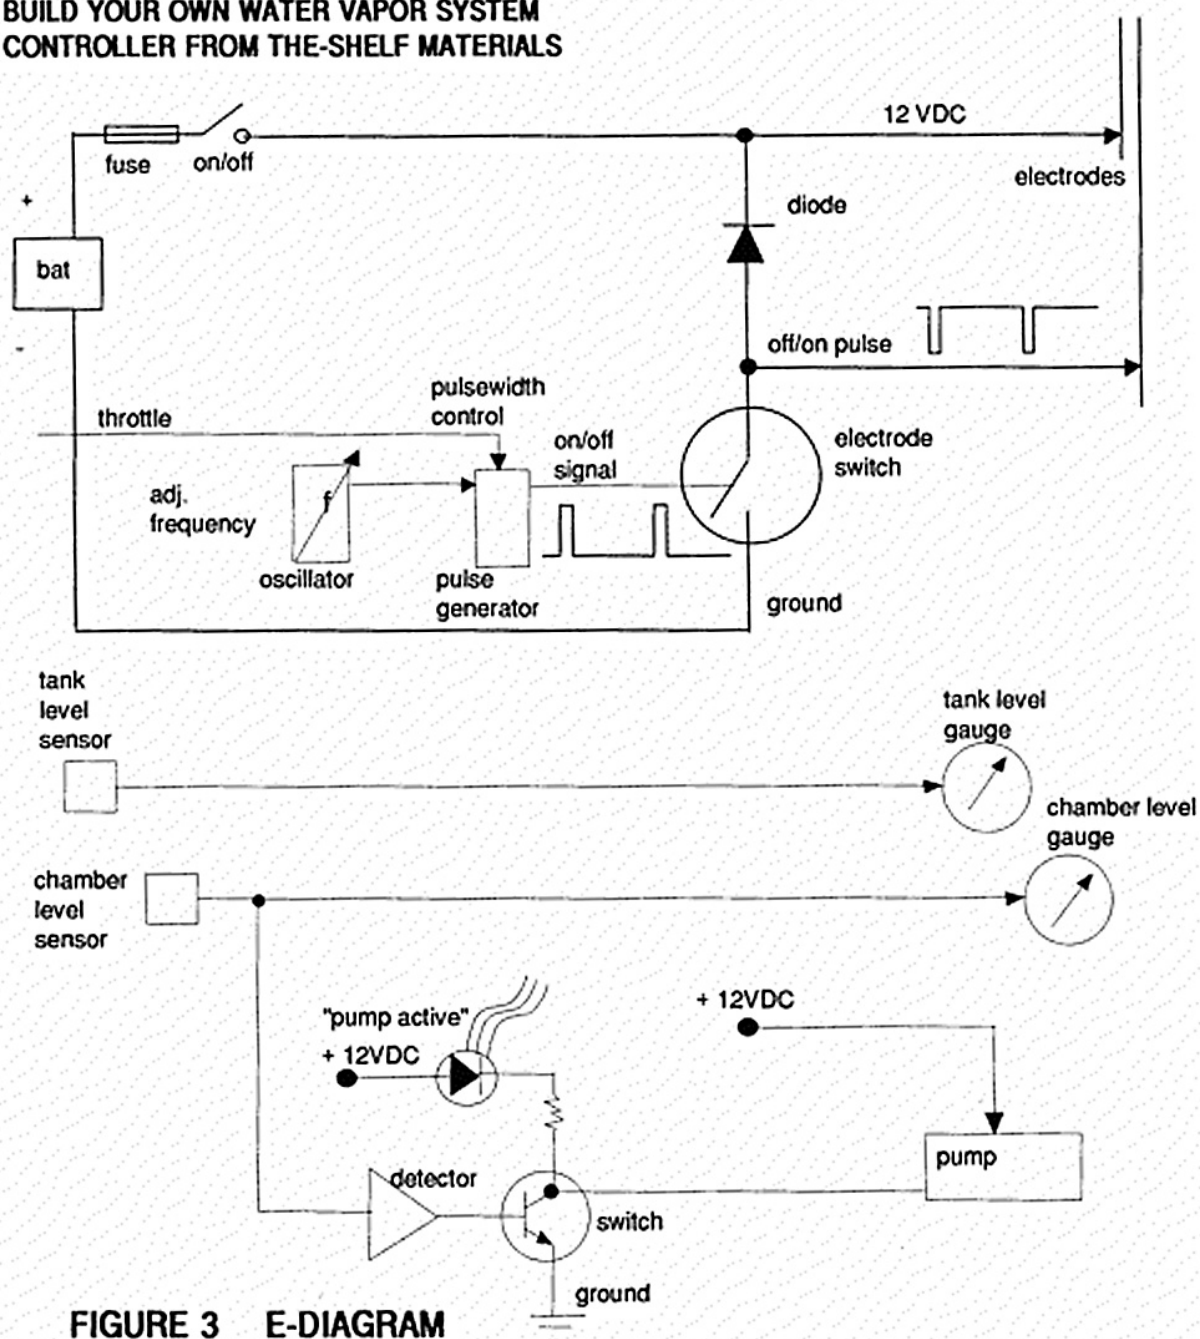 BUILD YOUR OWN WATER VAPOR SYSTEM
CONTROLLER FROM THE-SHELF MATERIALS
12 VDC
fuse
on/off
electrodes
+
diode
bat
-
off/on pulse
pulsewidth
control
throttle
on/off
signal
electrode
switch
adj.
frequency
f
oscillator
pulse
generator
ground
tank
level
sensor
tank level
gauge
chamber level
gauge
chamber
level
sensor
"pump active"
+ 12VDC
+ 12VDC
pump
detector
switch
ground
FIGURE 3 E-DIAGRAM